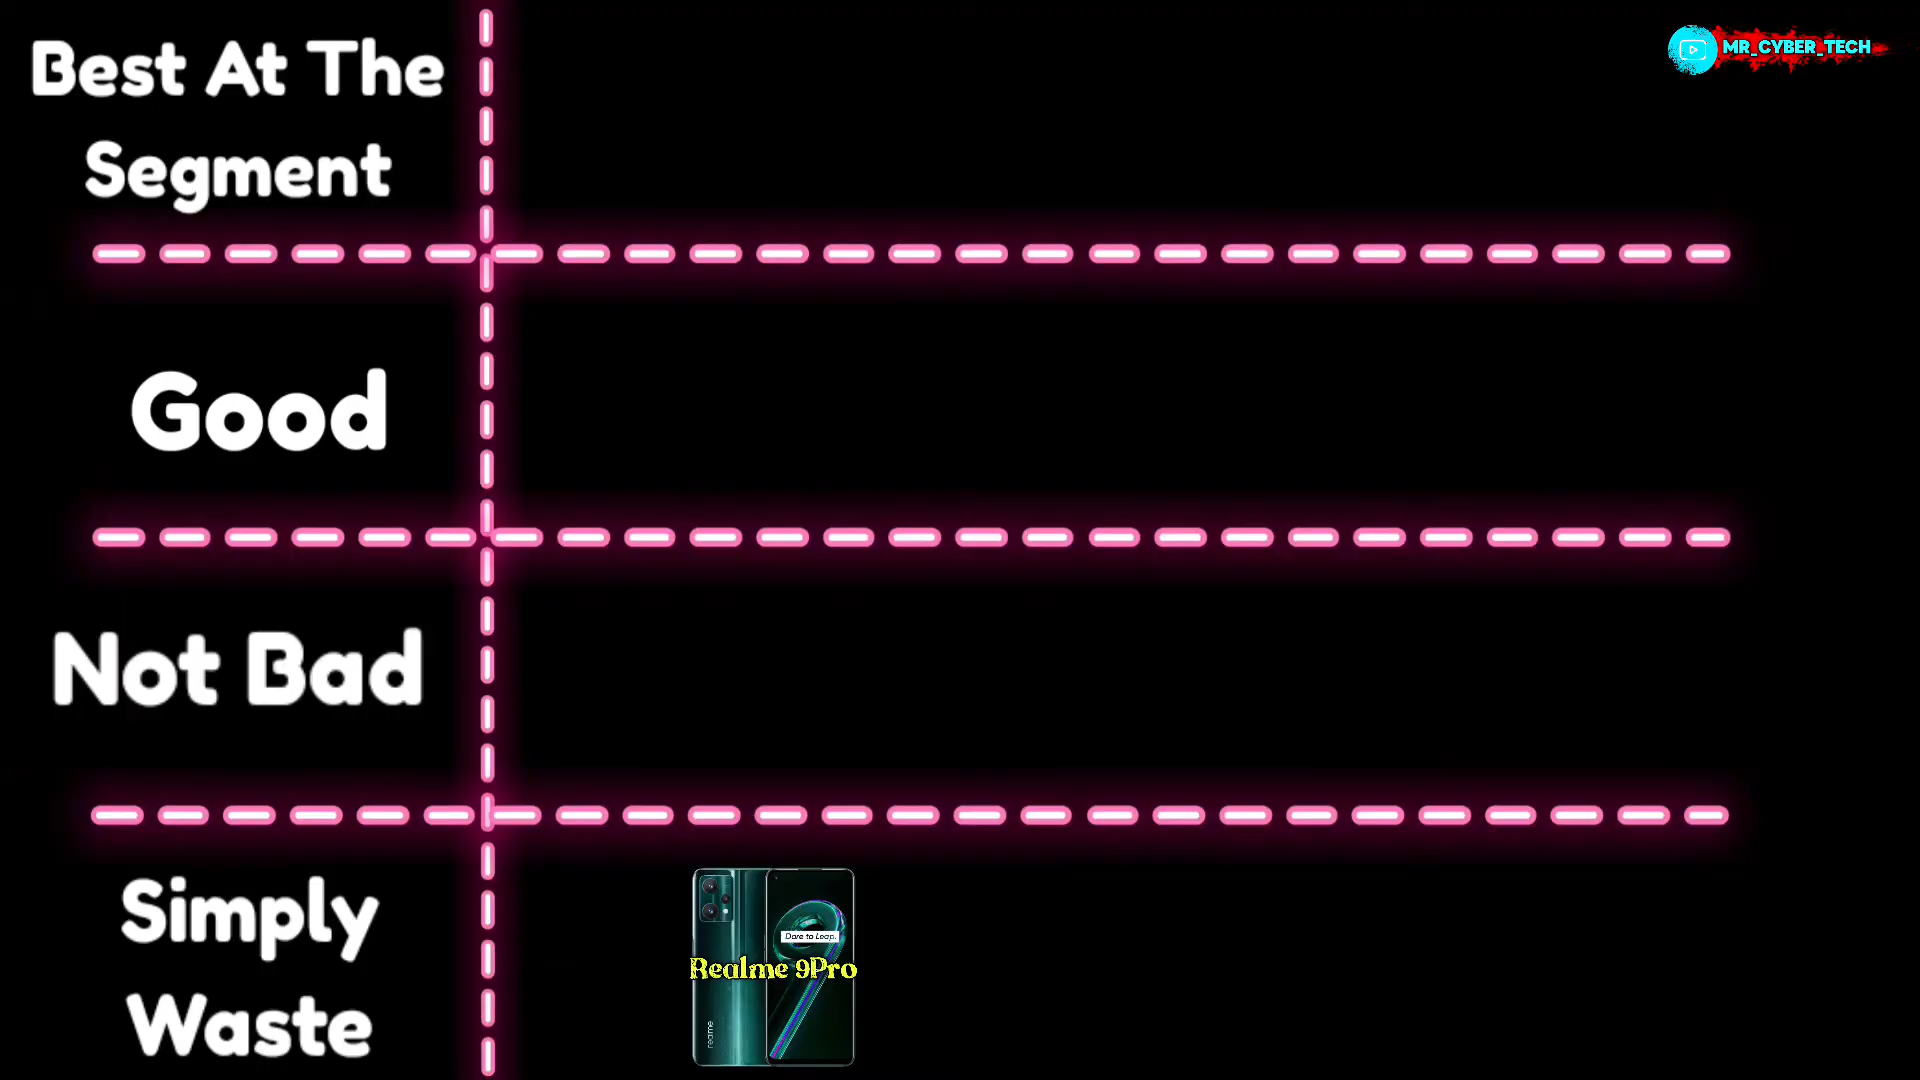 Best At The
Segment
MR_CYBER_TECH
Good
Not Bad
Simply
Waste
Dare to Leap.
Realme 9Pro
realme